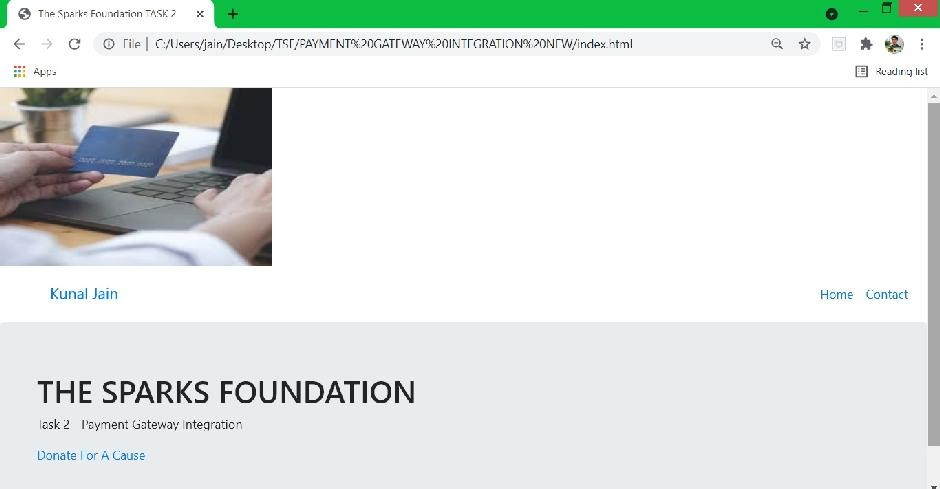 The Sparks Foundation TASK 2
File | C:/Users/jain/Desktop/TSF/PAYMENT%20GATEWAY%20INTEGRATION%20NEW/index.html
Apps
Reading list
Kunal Jain
Home Contact
THE SPARKS FOUNDATION
Task 2 - Payment Gateway Integration
Donate For A Cause